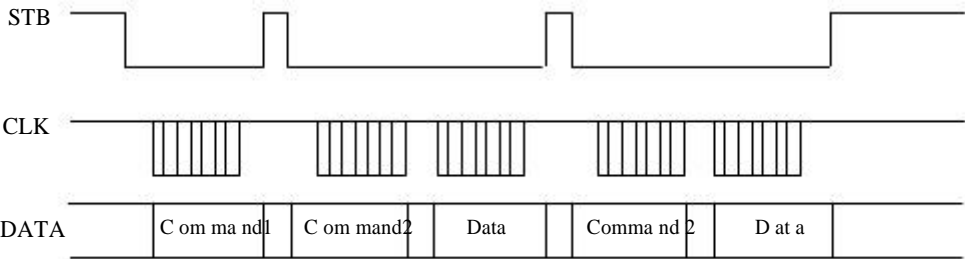 STB
CLK
DATA C om ma nd1 C om mand2 Data Comma nd 2 D at a